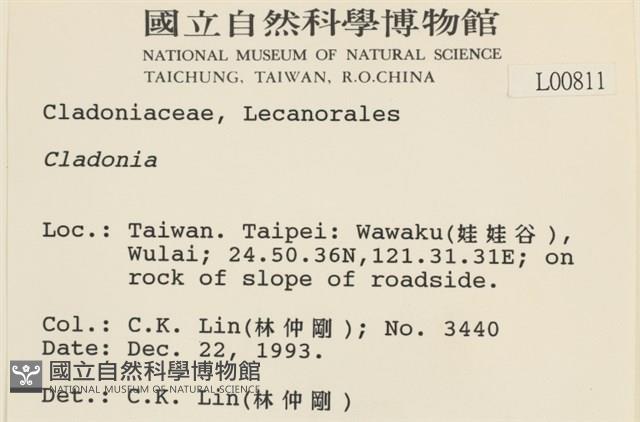 國立自然科學博物館
NATIONAL MUSEUM OF NATURAL SCIENCE
TAICHUNG, TAIWAN, R.O.CHINA
L00811
Cladoniaceae, Lecanorales
Cladonia
Loc.: Taiwan. Taipei: Wawaku(娃娃谷),
Wulai; 24.50.36N,121.31.31E; on
rock of slope of roadside.
Col.: C.K. Lin(林仲剛); No. 3440
Date: Dec. 22, 1993.
國立自然科學博物館
NATIONAL MUSEUM OF NATURAL SCIENCE
Det.: C.K. Lin(林仲剛)